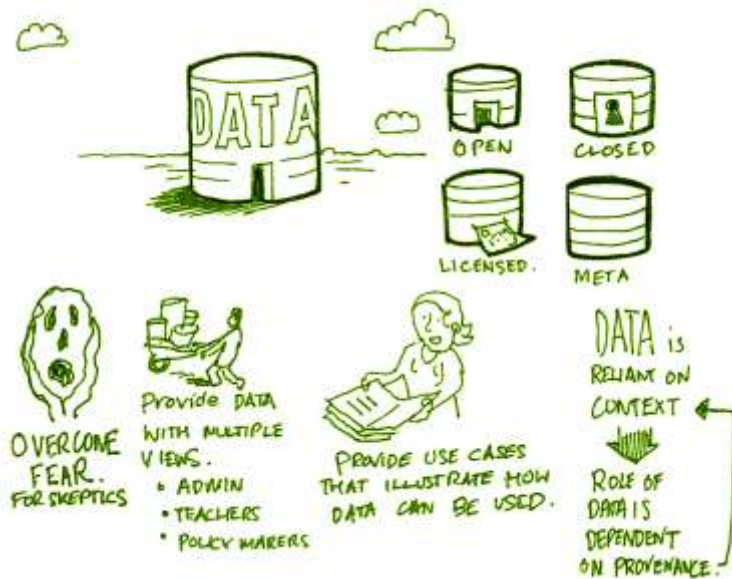 DATA
OPEN
CLOSED
LICENSED.
META
OVERCOME
FEAR.
FOR SKEPTICS
Provide DATA
WITH MULTIPLE
VIEWS.
• ADMIN
• TEACHERS
• POLICY MAKERS
PROVIDE USE CASES
THAT ILLUSTRATE HOW
DATA CAN BE USED.
DATA is
RELIANT ON
CONTEXT
ROLE OF
DATA IS
DEPENDENT
ON PROVENANCE.